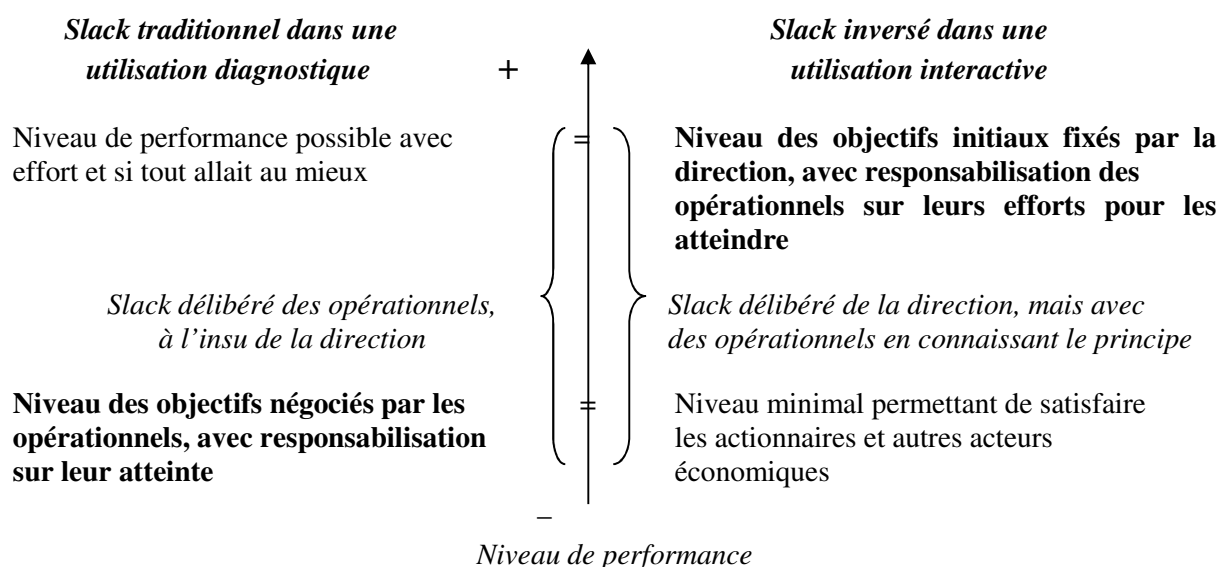 Slack traditionnel dans une
utilisation diagnostique
+
Slack inversé dans une
utilisation interactive
Niveau de performance possible avec
effort et si tout allait au mieux
=
Niveau des objectifs initiaux fixés par la
direction, avec responsabilisation des
opérationnels sur leurs efforts pour les
atteindre
Slack délibéré des opérationnels,
à l’insu de la direction
Slack délibéré de la direction, mais avec
des opérationnels en connaissant le principe
Niveau des objectifs négociés par les
opérationnels, avec responsabilisation
sur leur atteinte
=
Niveau minimal permettant de satisfaire
les actionnaires et autres acteurs
économiques
–
Niveau de performance